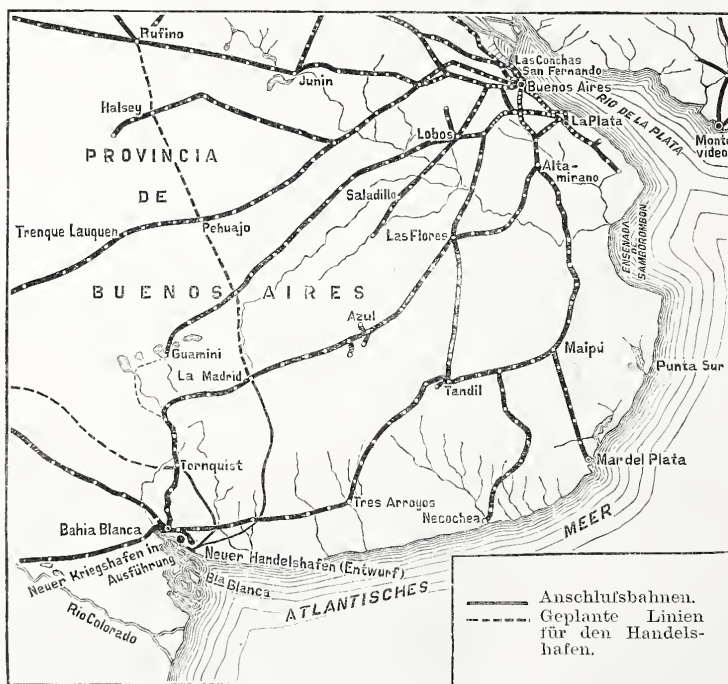 Rufino
Las Conchas
San Fernando
Junin
Buenos Aires
RIO DE LA PLATA
Halsey
La Plata
Monte
video
Lobos
PROVINCIA
Alta-
mirano
DE
Saladillo
Trenque Lauquen
Pehuajo
Las Flores
ENSENADA
DE
SAMBOROMBON
BUENOS AIRES
Azul
Guamini
Maipú
La Madrid
Punta Sur
Tandil
Tornquist
Mar del Plata
Tres Arroyos
Necochea
Bahia Blanca
MEER
Neuer Kriegshafen in
Ausführung
Neuer Handelshafen (Entwurf)
Bia Blanca
ATLANTISCHES
Rio Colorado
Anschluſsbahnen.
Geplante Linien
für den Handels-
hafen.